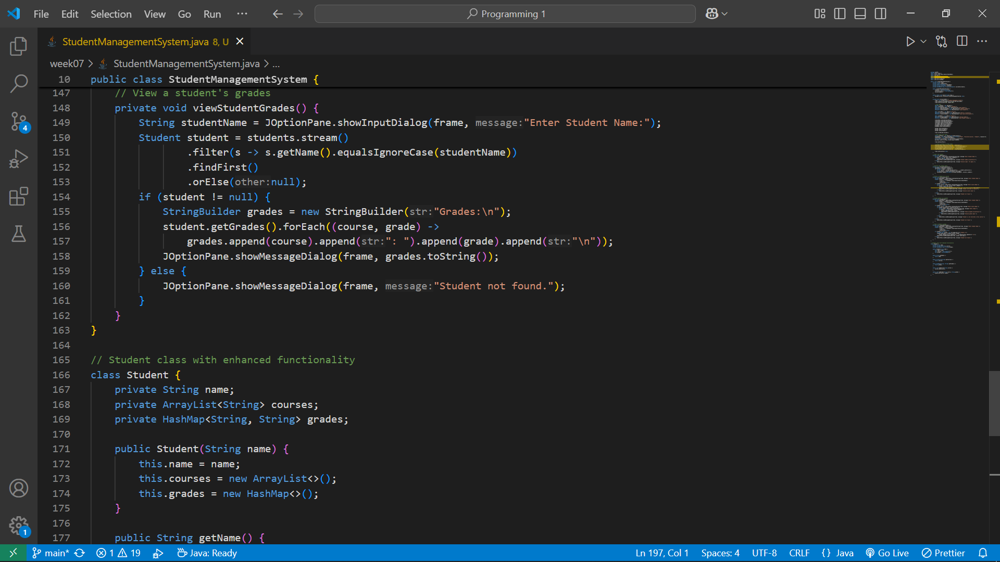 File Edit Selection View Go Run ··· Programming 1
StudentManagementSystem.java 8, U
week07 > StudentManagementSystem.java > ...
10 public class StudentManagementSystem {
147     // View a student's grades
148     private void viewStudentGrades() {
149         String studentName = JOptionPane.showInputDialog(frame, message:"Enter Student Name:");
150         Student student = students.stream()
151                 .filter(s -> s.getName().equalsIgnoreCase(studentName))
152                 .findFirst()
153                 .orElse(other:null);
154         if (student != null) {
155             StringBuilder grades = new StringBuilder(str:"Grades:\n");
156             student.getGrades().forEach((course, grade) ->
157                 grades.append(course).append(str:": ").append(grade).append(str:"\n"));
158             JOptionPane.showMessageDialog(frame, grades.toString());
159         } else {
160             JOptionPane.showMessageDialog(frame, message:"Student not found.");
161         }
162     }
163 }
164
165 // Student class with enhanced functionality
166 class Student {
167     private String name;
168     private ArrayList<String> courses;
169     private HashMap<String, String> grades;
170
171     public Student(String name) {
172         this.name = name;
173         this.courses = new ArrayList<>();
174         this.grades = new HashMap<>();
175     }
176
177     public String getName() {
4
1
main* 1 19 Java: Ready Ln 197, Col 1 Spaces: 4 UTF-8 CRLF {} Java Go Live Prettier